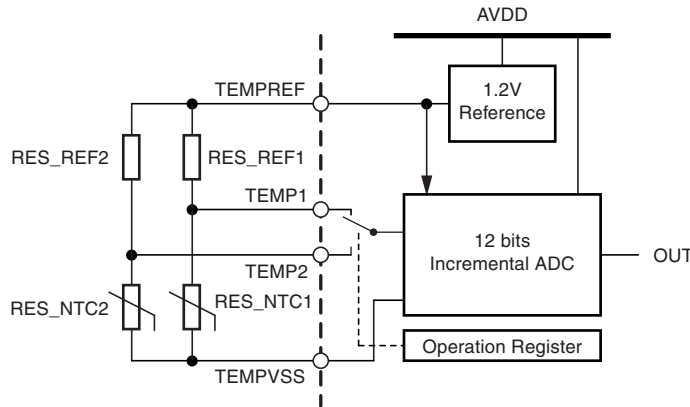 AVDD
TEMPREF
1.2V
Reference
RES_REF2
RES_REF1
TEMP1
12 bits
Incremental ADC
OUT
TEMP2
RES_NTC2
RES_NTC1
Operation Register
TEMPVSS